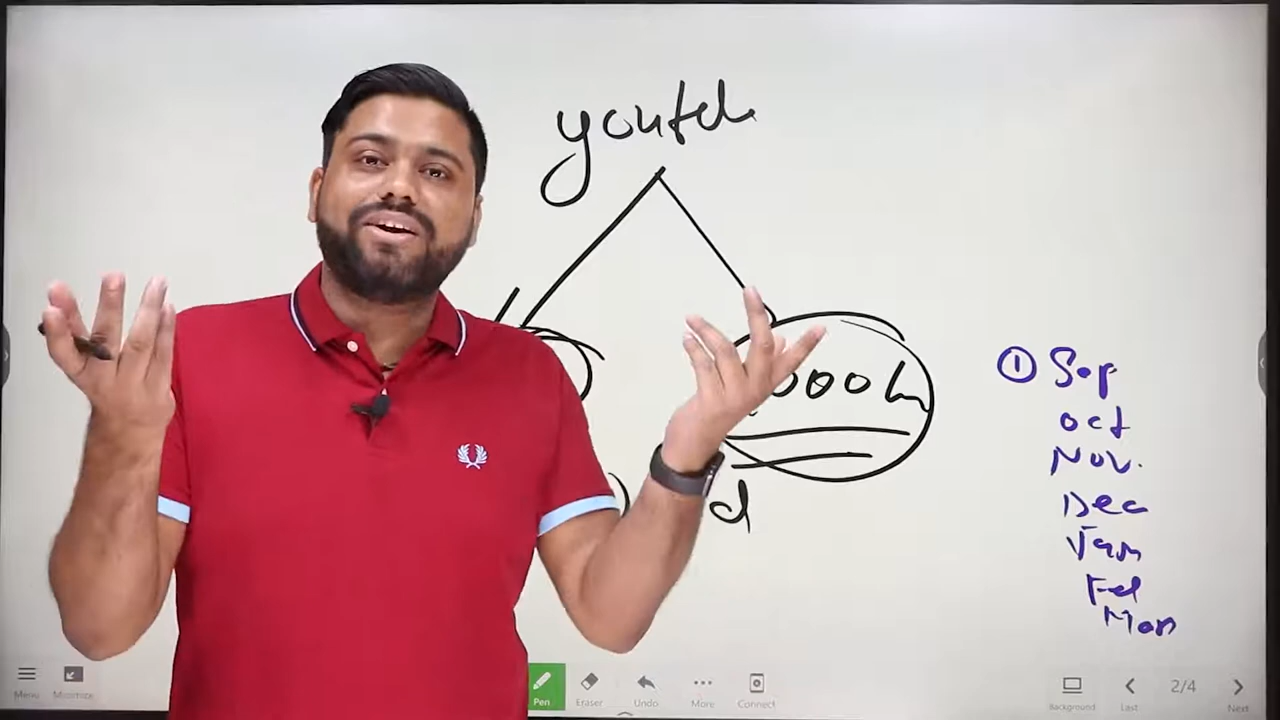 000 h
d
① Sep
Oct
Nov.
Dec
Jan
Feb
Mar
Menu
Minimize
Pen
Eraser
Undo
More
Connect
Background
Last
2/4
Next